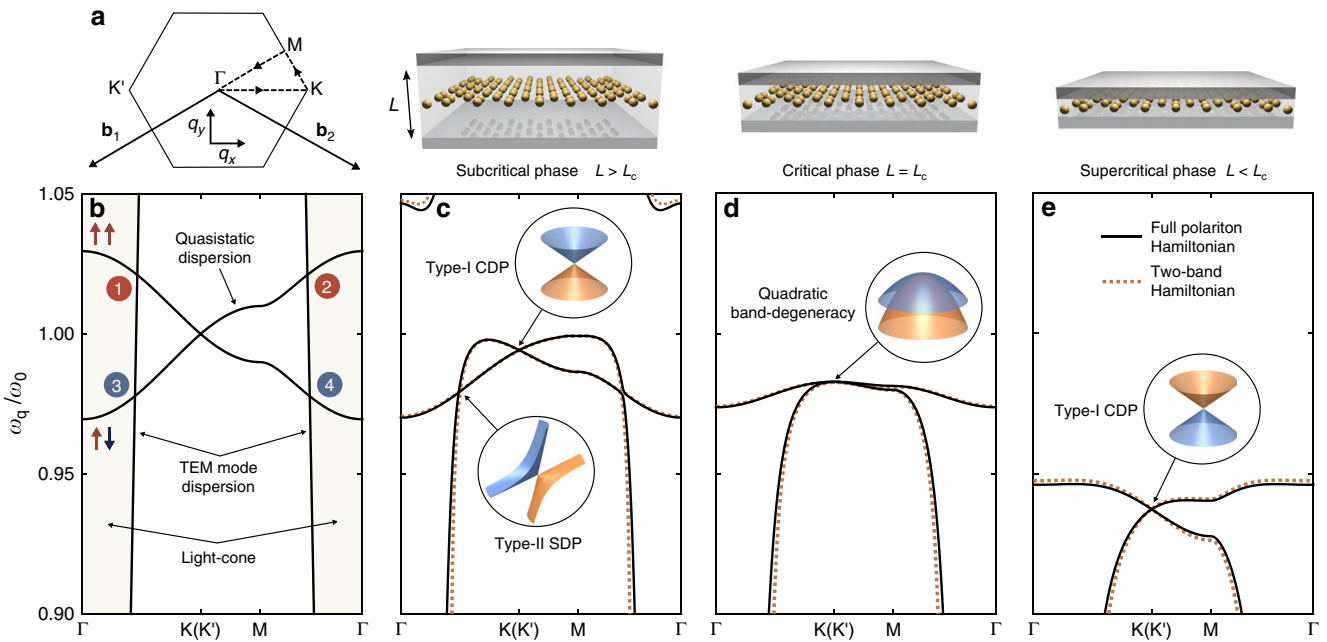 a
M
Γ
K'
K
b₁
q_y
b₂
q_x
L
Subcritical phase L > L_c
Critical phase L = L_c
Supercritical phase L < L_c
ω_q/ω_0
1.05
1.00
0.95
0.90
b
Quasistatic
dispersion
1
2
3
4
TEM mode
dispersion
Light-cone
Γ
K(K')
M
Γ
c
Type-I CDP
Type-II SDP
K(K')
M
Γ
d
Quadratic
band-degeneracy
K(K')
M
Γ
e
Full polariton
Hamiltonian
Two-band
Hamiltonian
Type-I CDP
K(K')
M
Γ